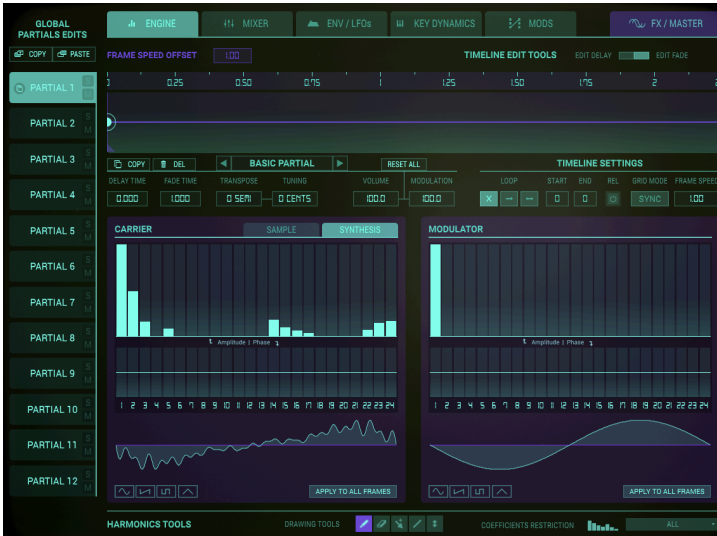 GLOBAL
PARTIALS EDITS
COPY PASTE
PARTIAL 1 S M
PARTIAL 2 S M
PARTIAL 3 S M
PARTIAL 4 S M
PARTIAL 5 S M
PARTIAL 6 S M
PARTIAL 7 S M
PARTIAL 8 S M
PARTIAL 9 S M
PARTIAL 10 S M
PARTIAL 11 S M
PARTIAL 12 S M
ENGINE MIXER ENV / LFOs KEY DYNAMICS MODS FX / MASTER
FRAME SPEED OFFSET 1.00 TIMELINE EDIT TOOLS EDIT DELAY EDIT FADE
0 0.25 0.50 0.75 1 1.25 1.50 1.75 2
COPY DEL BASIC PARTIAL RESET ALL TIMELINE SETTINGS
DELAY TIME FADE TIME TRANSPOSE TUNING VOLUME MODULATION LOOP START END REL GRID MODE FRAME SPEED
0.000 1.000 0 SEMI 0 CENTS 100.0 100.0 X 0 0 SYNC 1.00
CARRIER SAMPLE SYNTHESIS
Amplitude | Phase
1 2 3 4 5 6 7 8 9 10 11 12 13 14 15 16 17 18 19 20 21 22 23 24
APPLY TO ALL FRAMES
MODULATOR
Amplitude | Phase
1 2 3 4 5 6 7 8 9 10 11 12 13 14 15 16 17 18 19 20 21 22 23 24
APPLY TO ALL FRAMES
HARMONICS TOOLS DRAWING TOOLS COEFFICIENTS RESTRICTION ALL